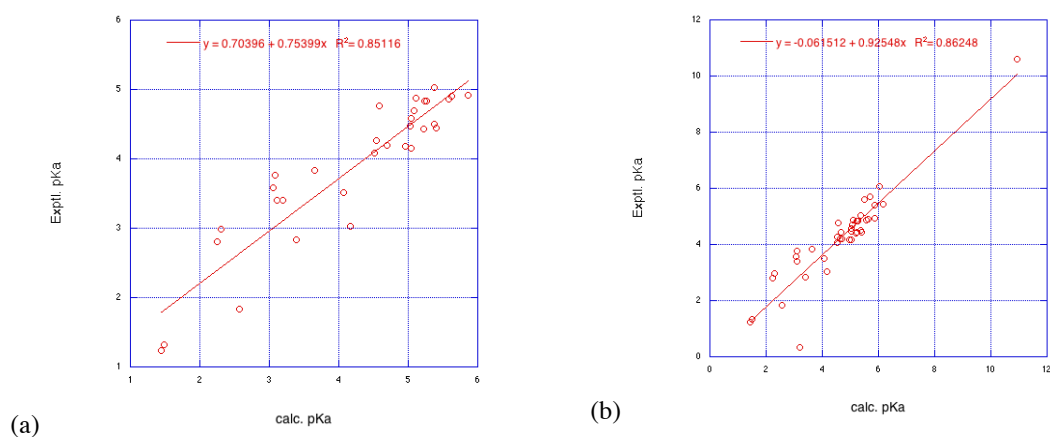 y = 0.70396 + 0.75399x R²= 0.85116
6
5
4
3
2
1
1 2 3 4 5 6
Exptl. pKa
calc. pKa
(a)
y = -0.061512 + 0.92548x R²= 0.86248
12
10
8
6
4
2
0
0 2 4 6 8 10 12
Exptl. pKa
calc. pKa
(b)